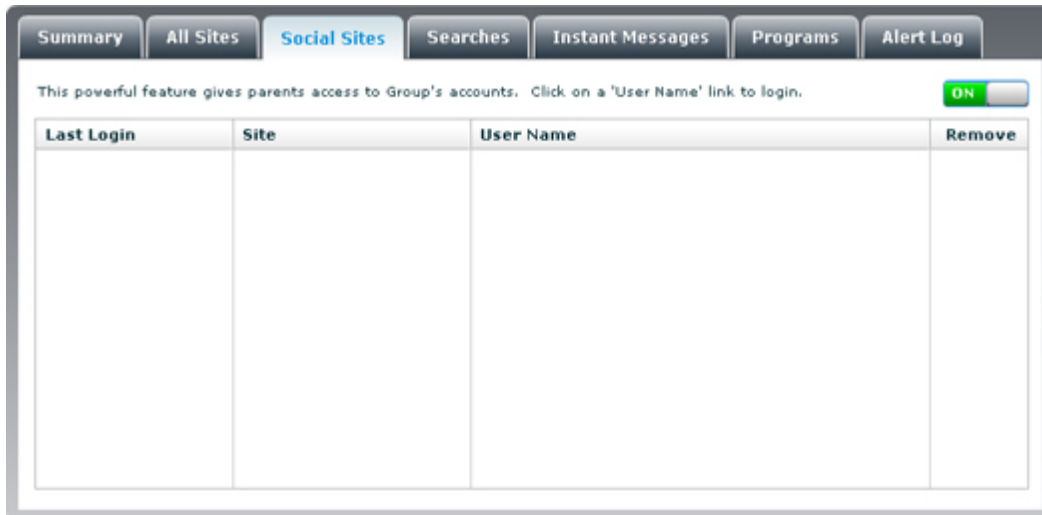 Summary All Sites Social Sites Searches Instant Messages Programs Alert Log
This powerful feature gives parents access to Group's accounts. Click on a 'User Name' link to login. ON
Last Login Site User Name Remove